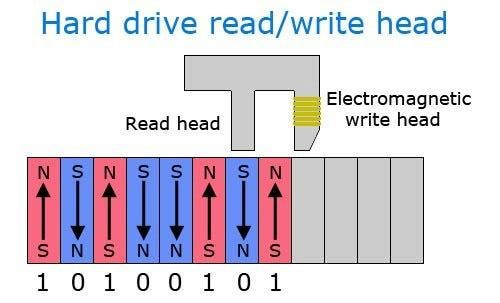 Hard drive read/write head
Read head
Electromagnetic
write head
N S N S S N S N
S N S N N S N S
1 0 1 0 0 1 0 1